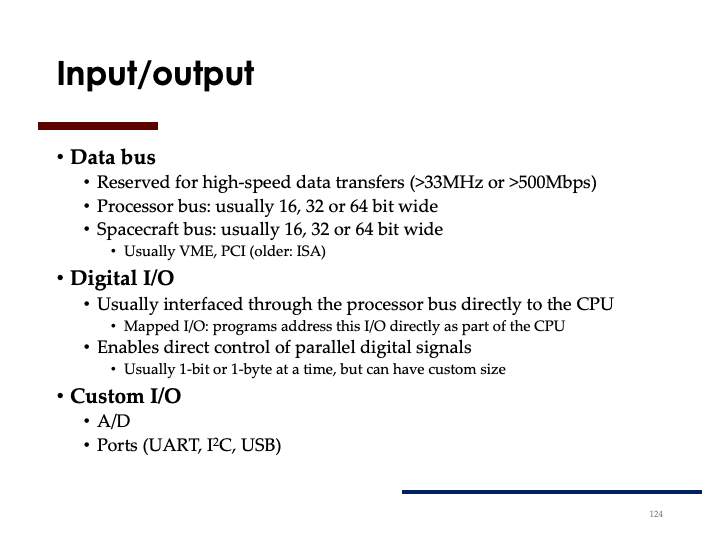 Input/output
• Data bus
• Reserved for high-speed data transfers (>33MHz or >500Mbps)
• Processor bus: usually 16, 32 or 64 bit wide
• Spacecraft bus: usually 16, 32 or 64 bit wide
• Usually VME, PCI (older: ISA)
• Digital I/O
• Usually interfaced through the processor bus directly to the CPU
• Mapped I/O: programs address this I/O directly as part of the CPU
• Enables direct control of parallel digital signals
• Usually 1-bit or 1-byte at a time, but can have custom size
• Custom I/O
• A/D
• Ports (UART, I²C, USB)
124